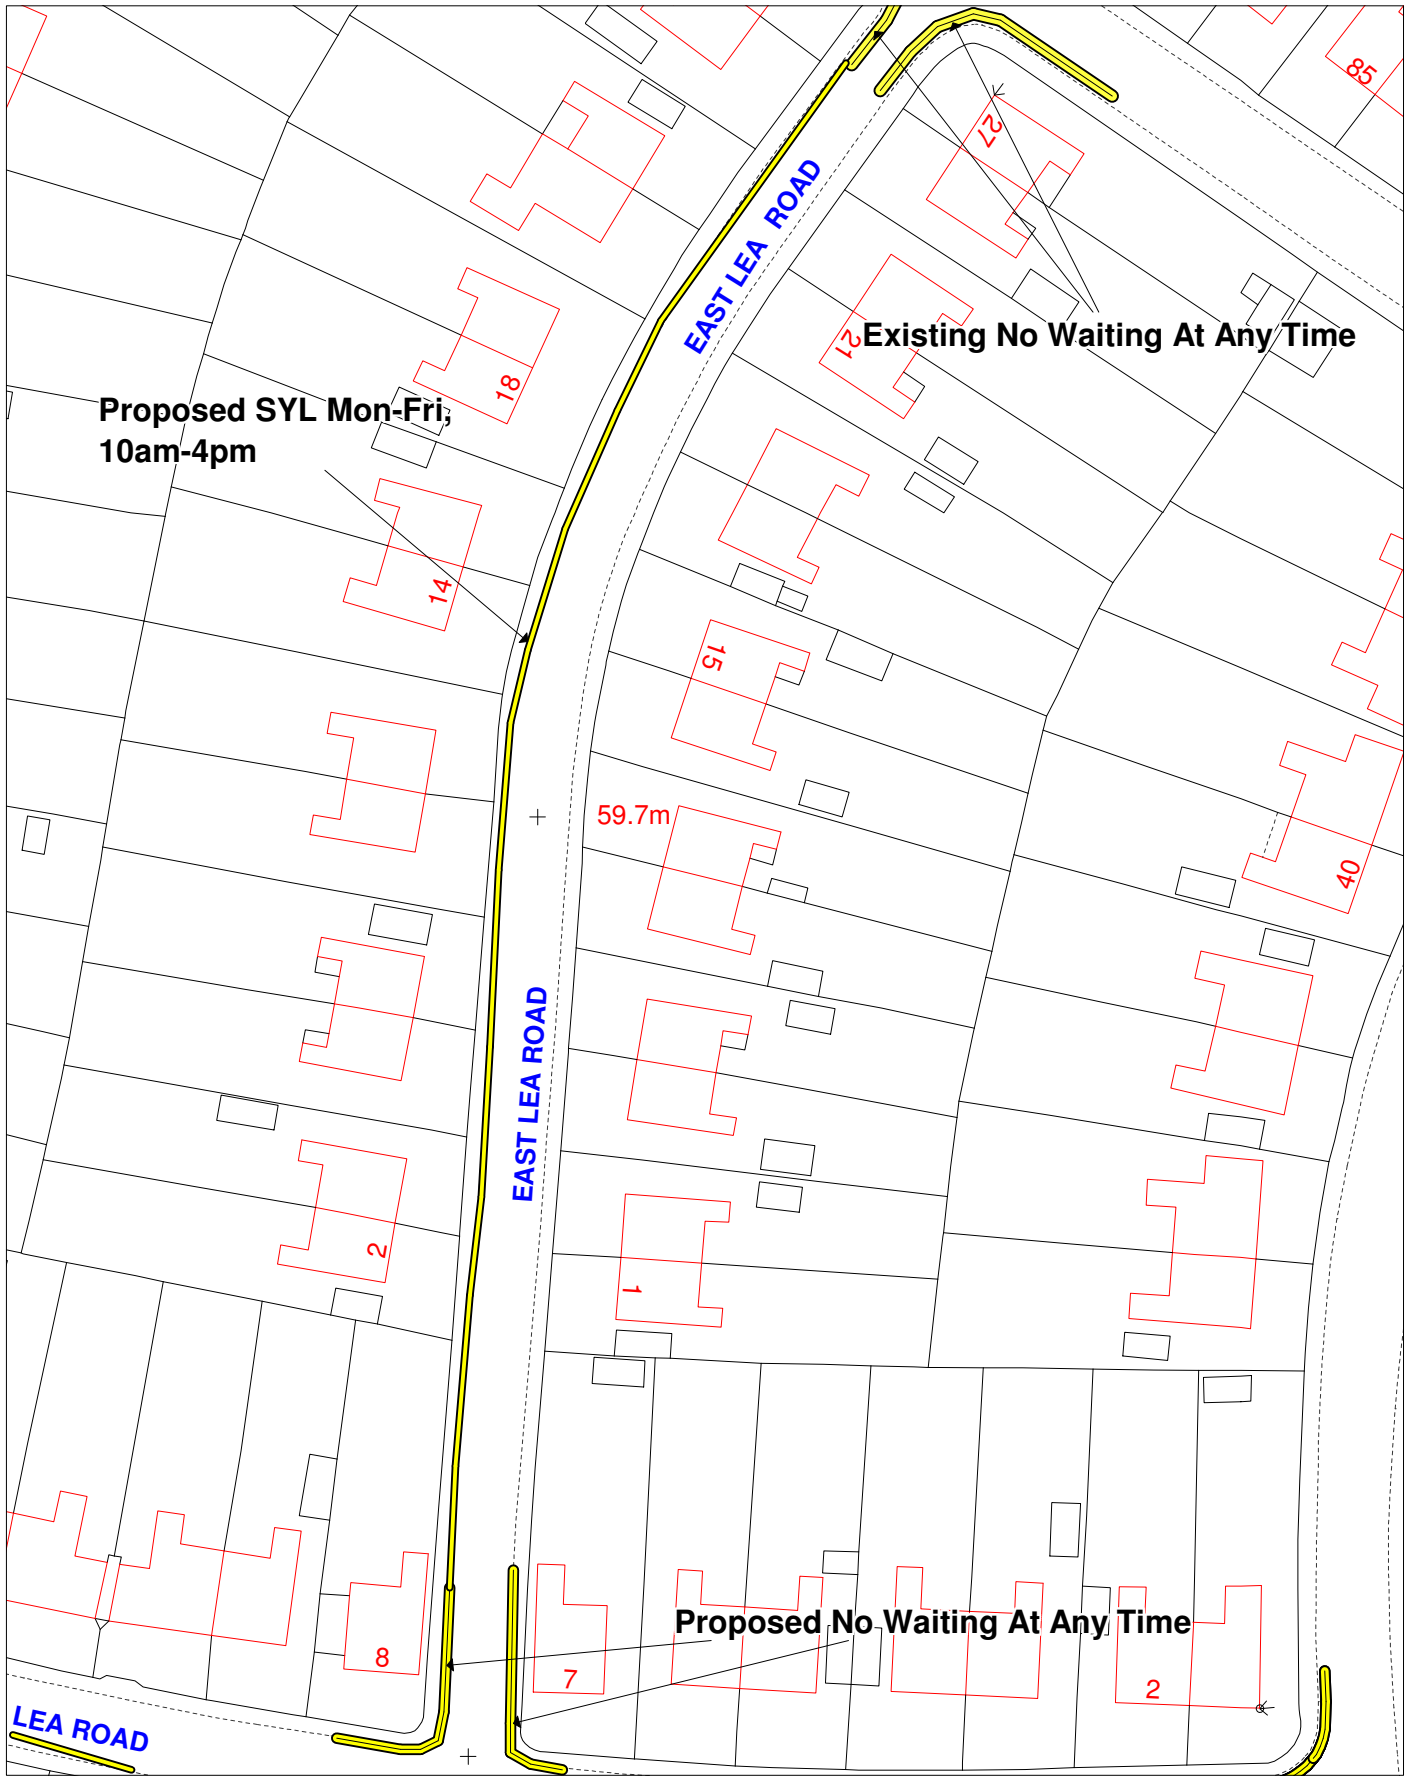 85
27
EAST LEA ROAD
21
Existing No Waiting At Any Time
18
Proposed SYL Mon-Fri,
10am-4pm
14
15
59.7m
40
EAST LEA ROAD
2
1
Proposed No Waiting At Any Time
8
7
2
LEA ROAD